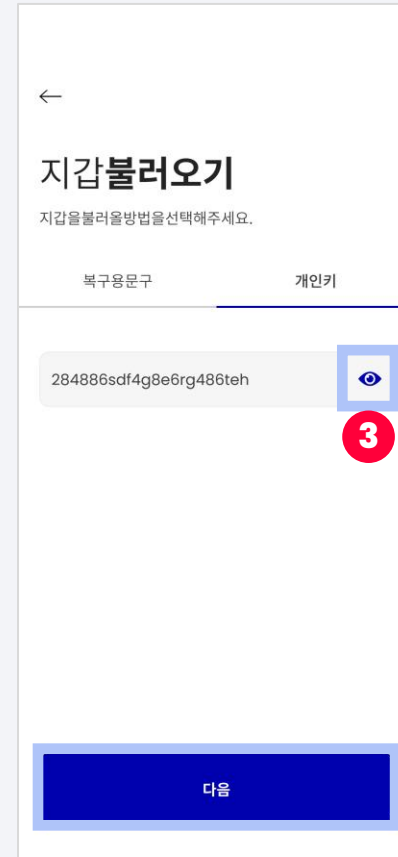 지갑불러오기
지갑을불러올방법을선택해주세요.
복구용문구 개인키
284886sdf4g8e6rg486teh
3
다음